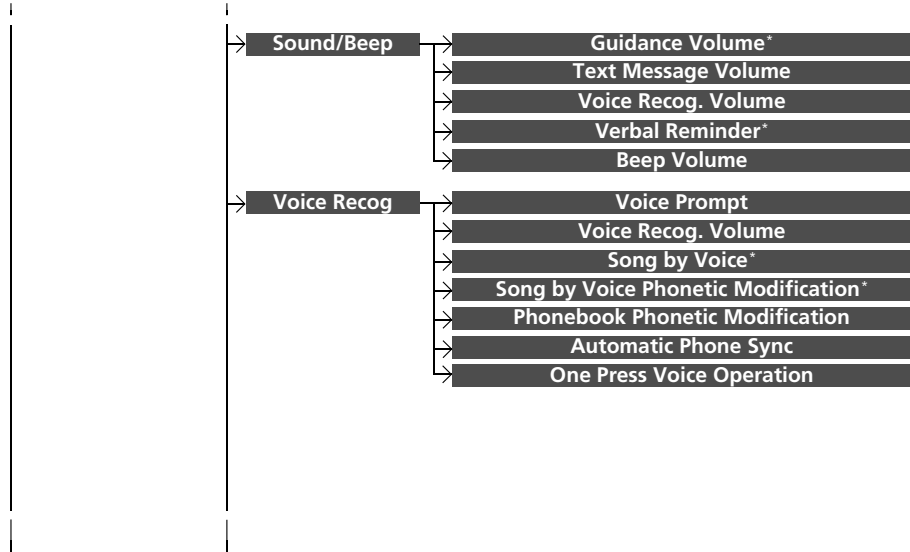 Sound/Beep
Guidance Volume*
Text Message Volume
Voice Recog. Volume
Verbal Reminder*
Beep Volume
Voice Recog
Voice Prompt
Voice Recog. Volume
Song by Voice*
Song by Voice Phonetic Modification*
Phonebook Phonetic Modification
Automatic Phone Sync
One Press Voice Operation